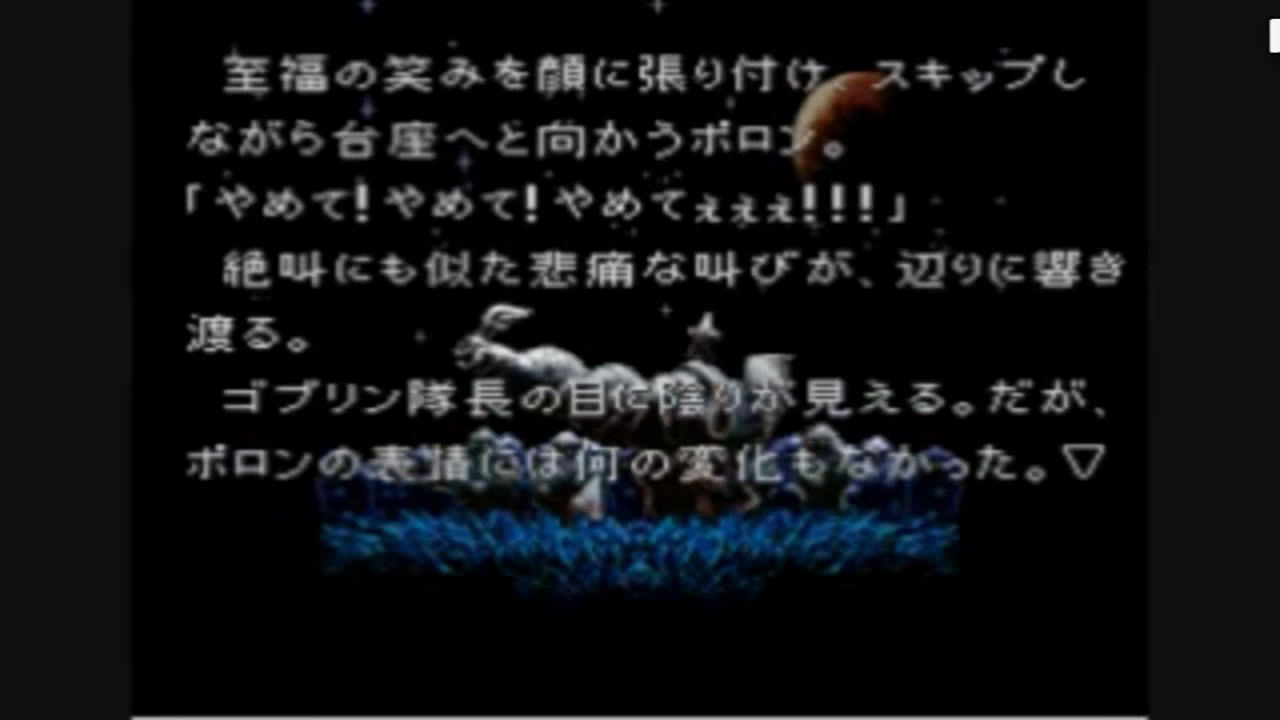 至福の笑みを顔に張り付け、スキップし
ながら台座へと向かうポロン。
「やめて!やめて!やめてぇぇぇ!!!」
絶叫にも似た悲痛な叫びが、辺りに響き
渡る。
ゴブリン隊長の目に陰りが見える。だが、
ポロンの表情には何の変化もなかった。▽